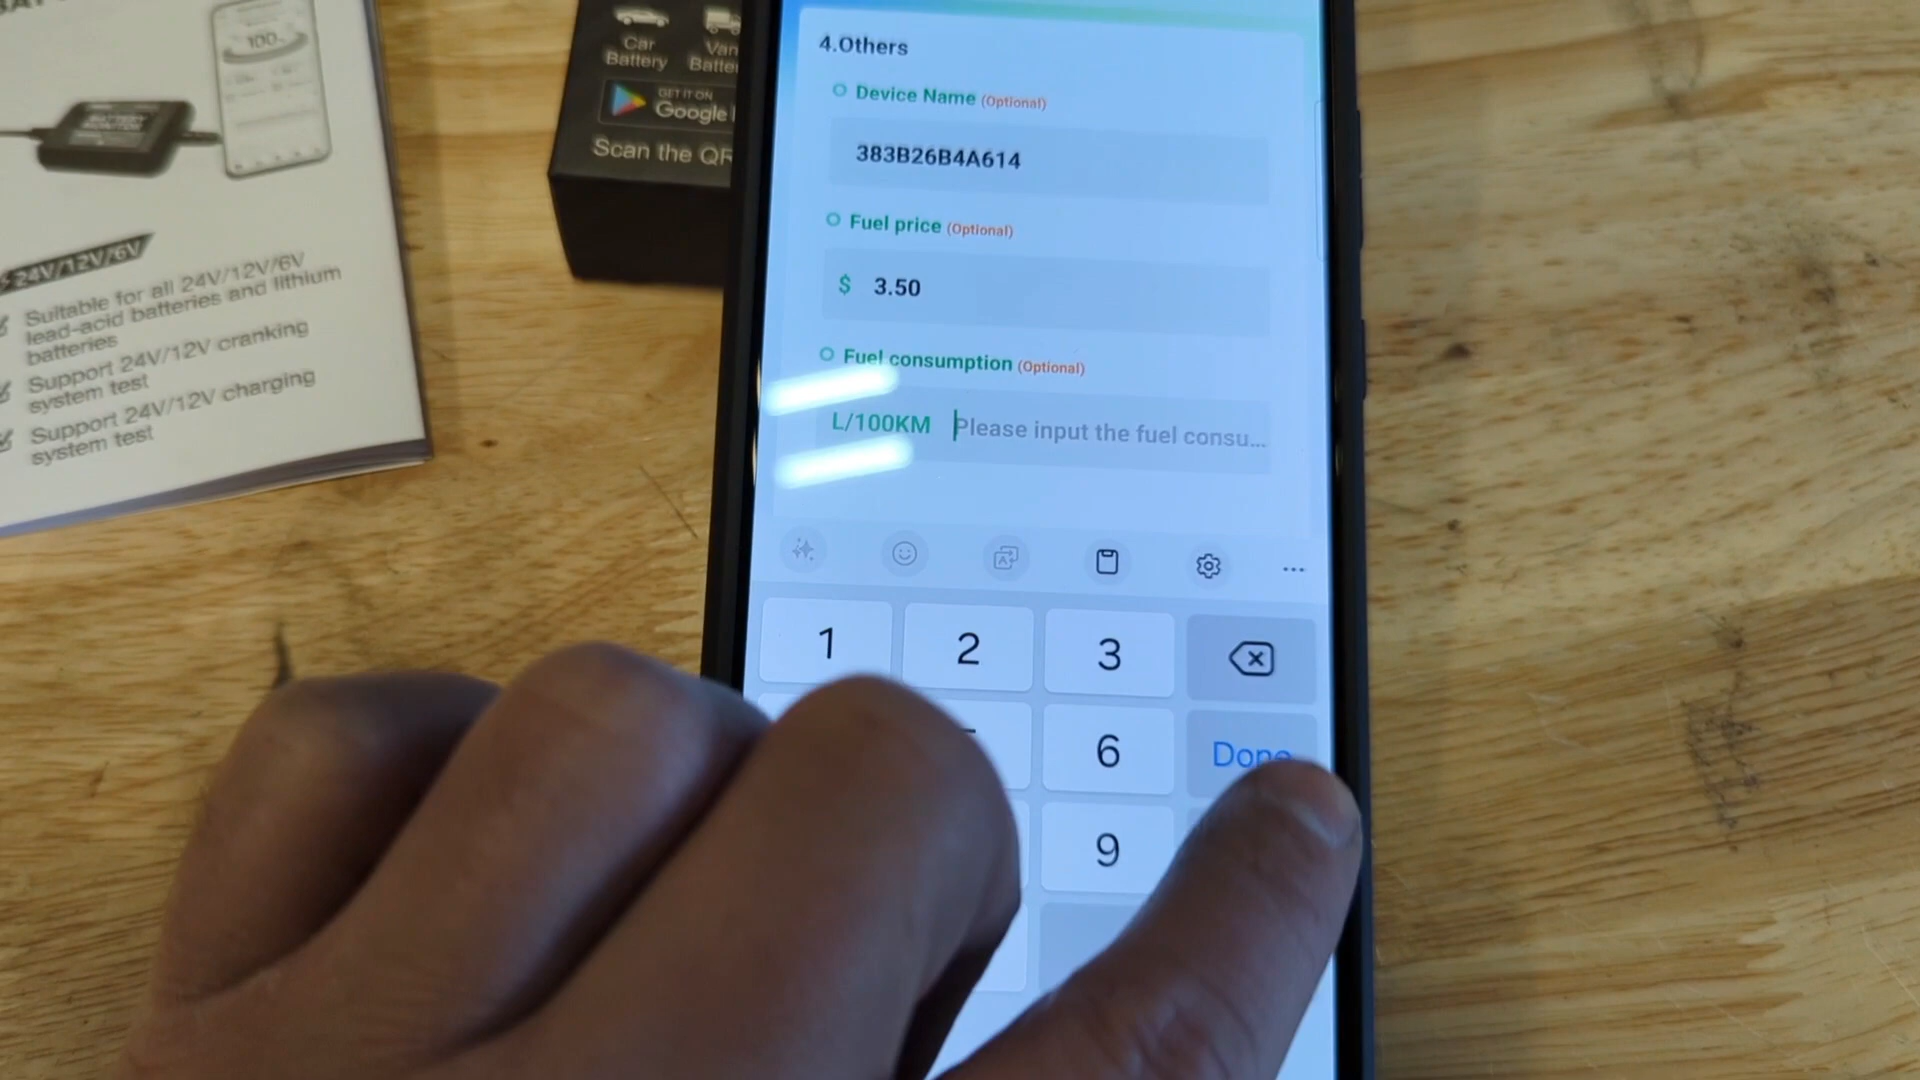 100
BATTERY
MONITOR
24V/12V/6V
Suitable for all 24V/12V/6V
lead-acid batteries and lithium
batteries
Support 24V/12V cranking
system test
Support 24V/12V charging
system test
Car
Battery
Van
GET IT ON
Google
Scan the QR
4.Others
Device Name (Optional)
383B26B4A614
Fuel price (Optional)
$ 3.50
Fuel consumption (Optional)
L/100KM Please input the fuel consu...
1 2 3
6 Done
9